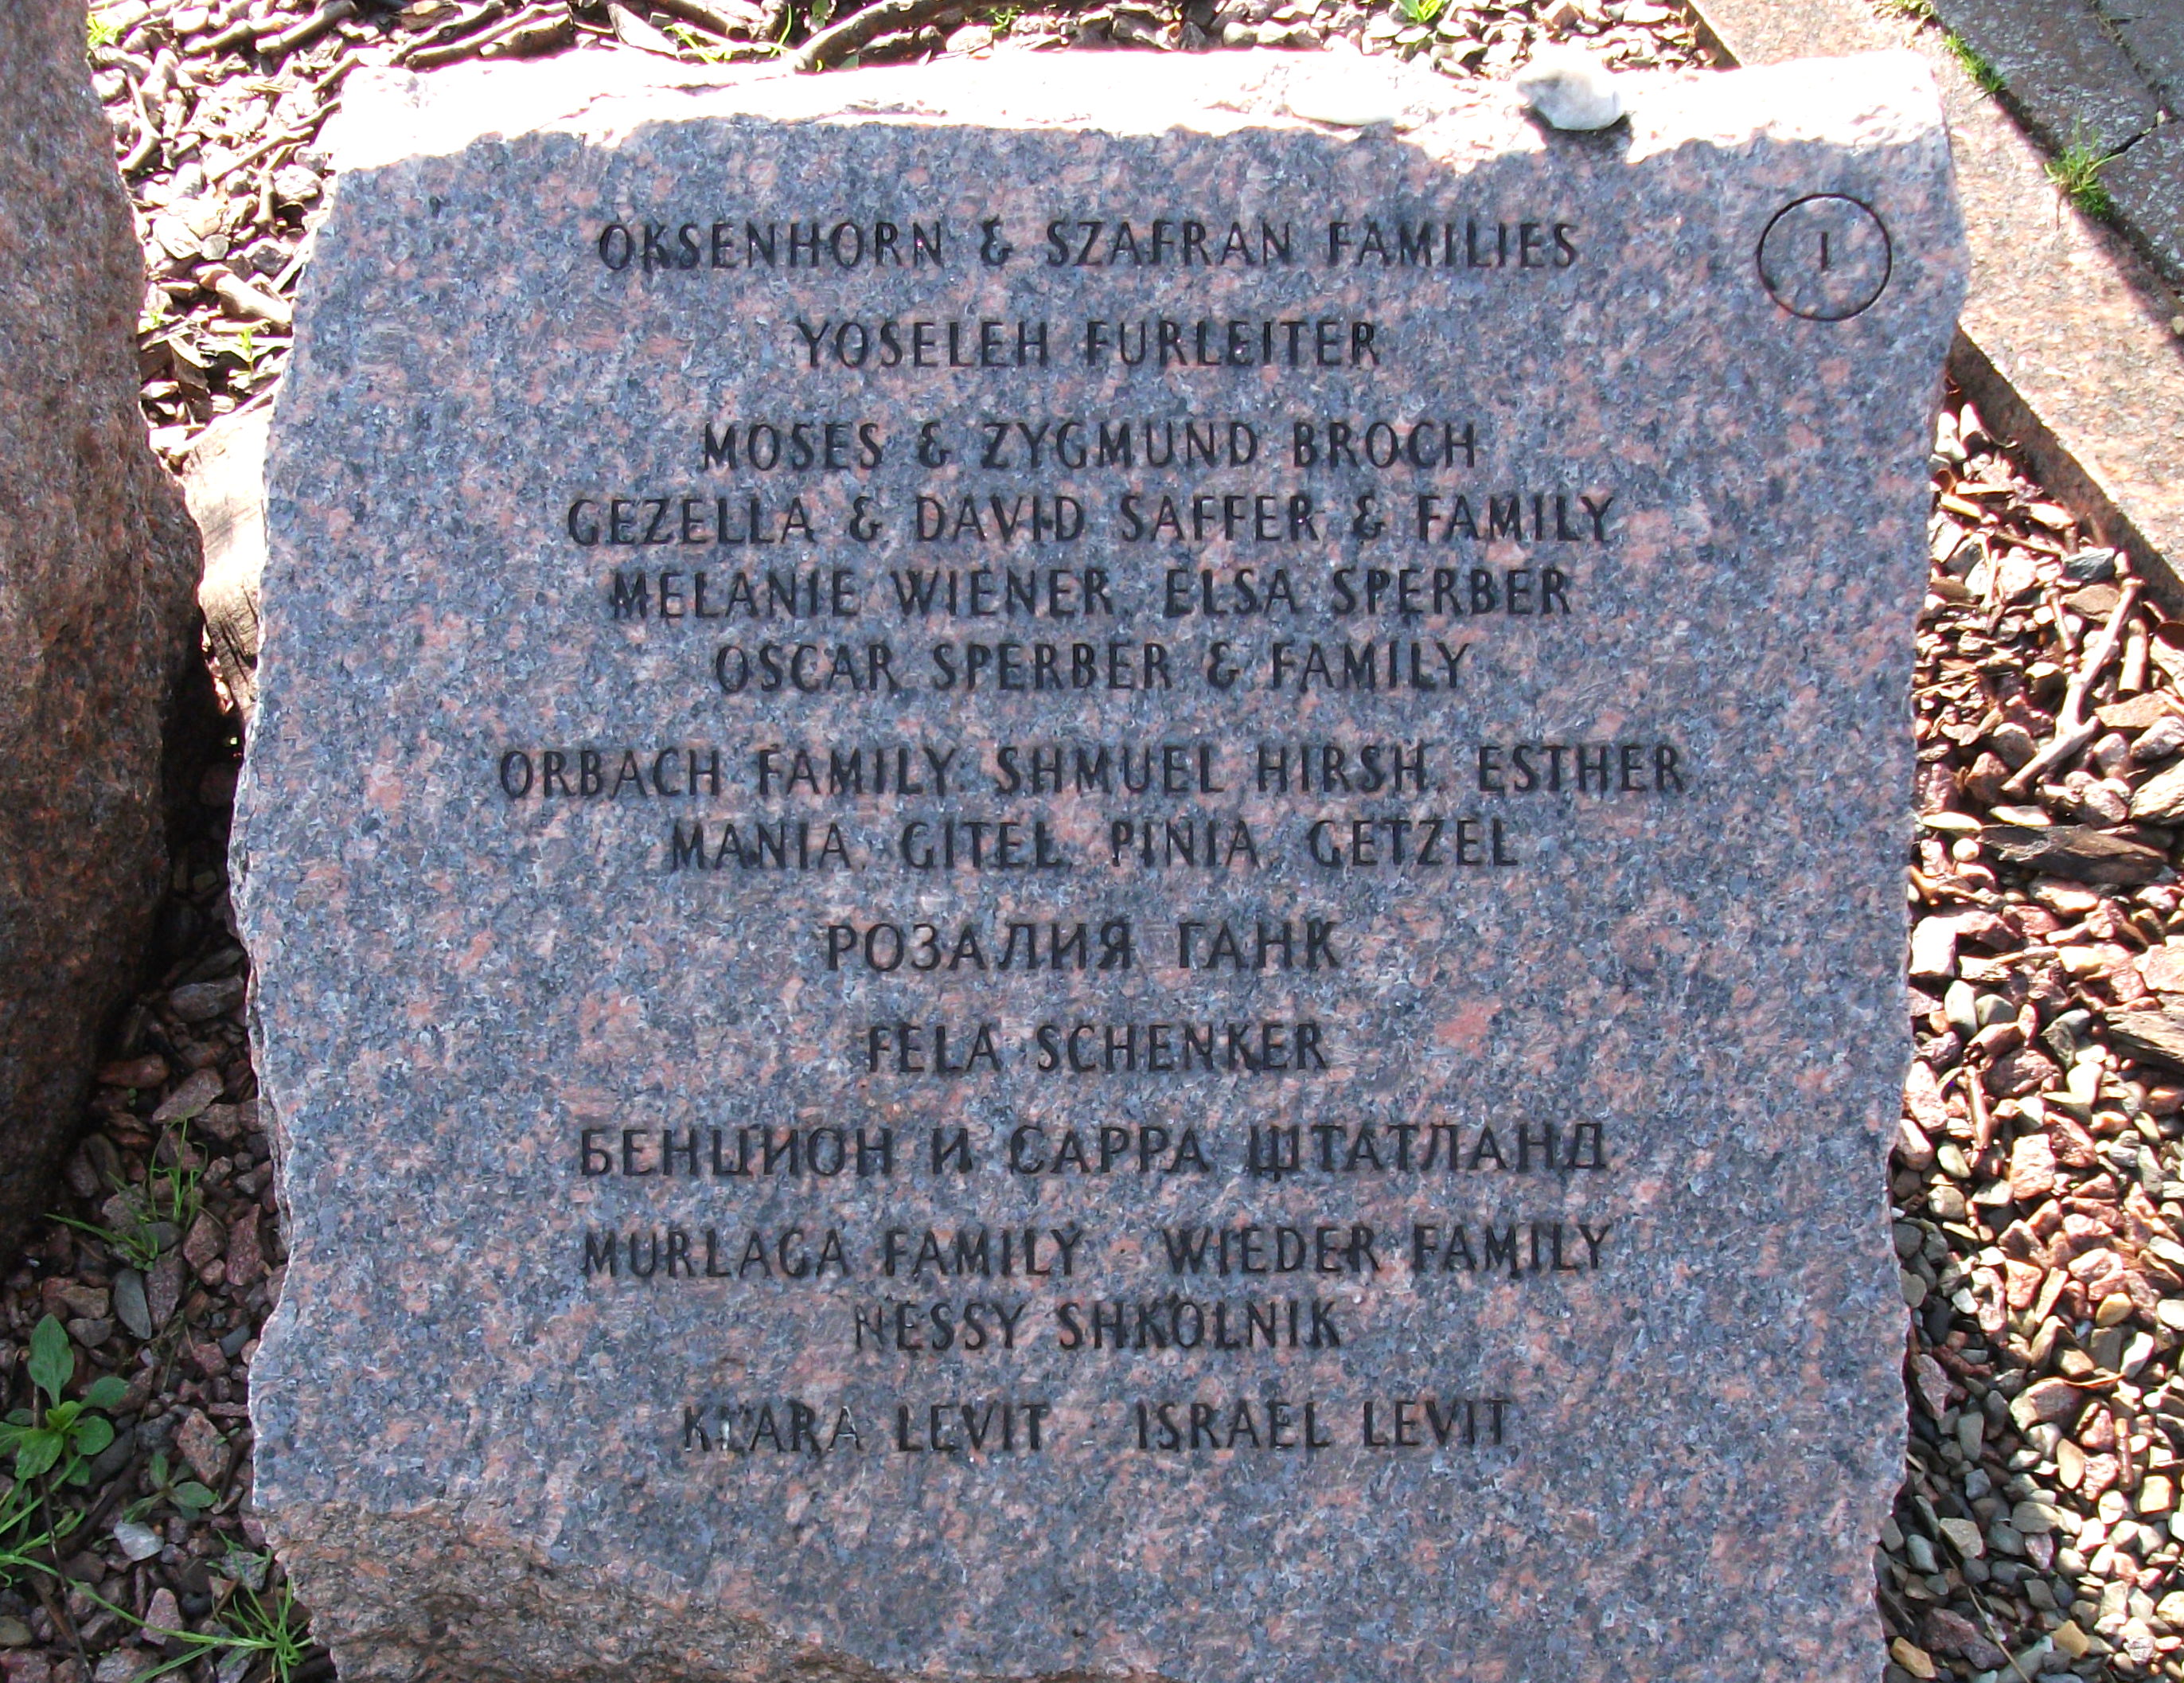 OKSENHORN & SZAFRAN FAMILIES
1
YOSELEH FURLEITER
MOSES & ZYGMUND BROCH
GEZELLA & DAVID SAFFER & FAMILY
MELANIE WIENER, ELSA SPERBER
OSCAR SPERBER & FAMILY
ORBACH FAMILY: SHMUEL HIRSH, ESTHER
MANIA, GITEL, PINIA, GETZEL
РОЗАЛИЯ ГАНК
FELA SCHENKER
БЕНЦИОН И САРРА ШТАТЛАНД
MURLAGA FAMILY WIEDER FAMILY
NESSY SHKOLNIK
KLARA LEVIT · ISRAEL LEVIT